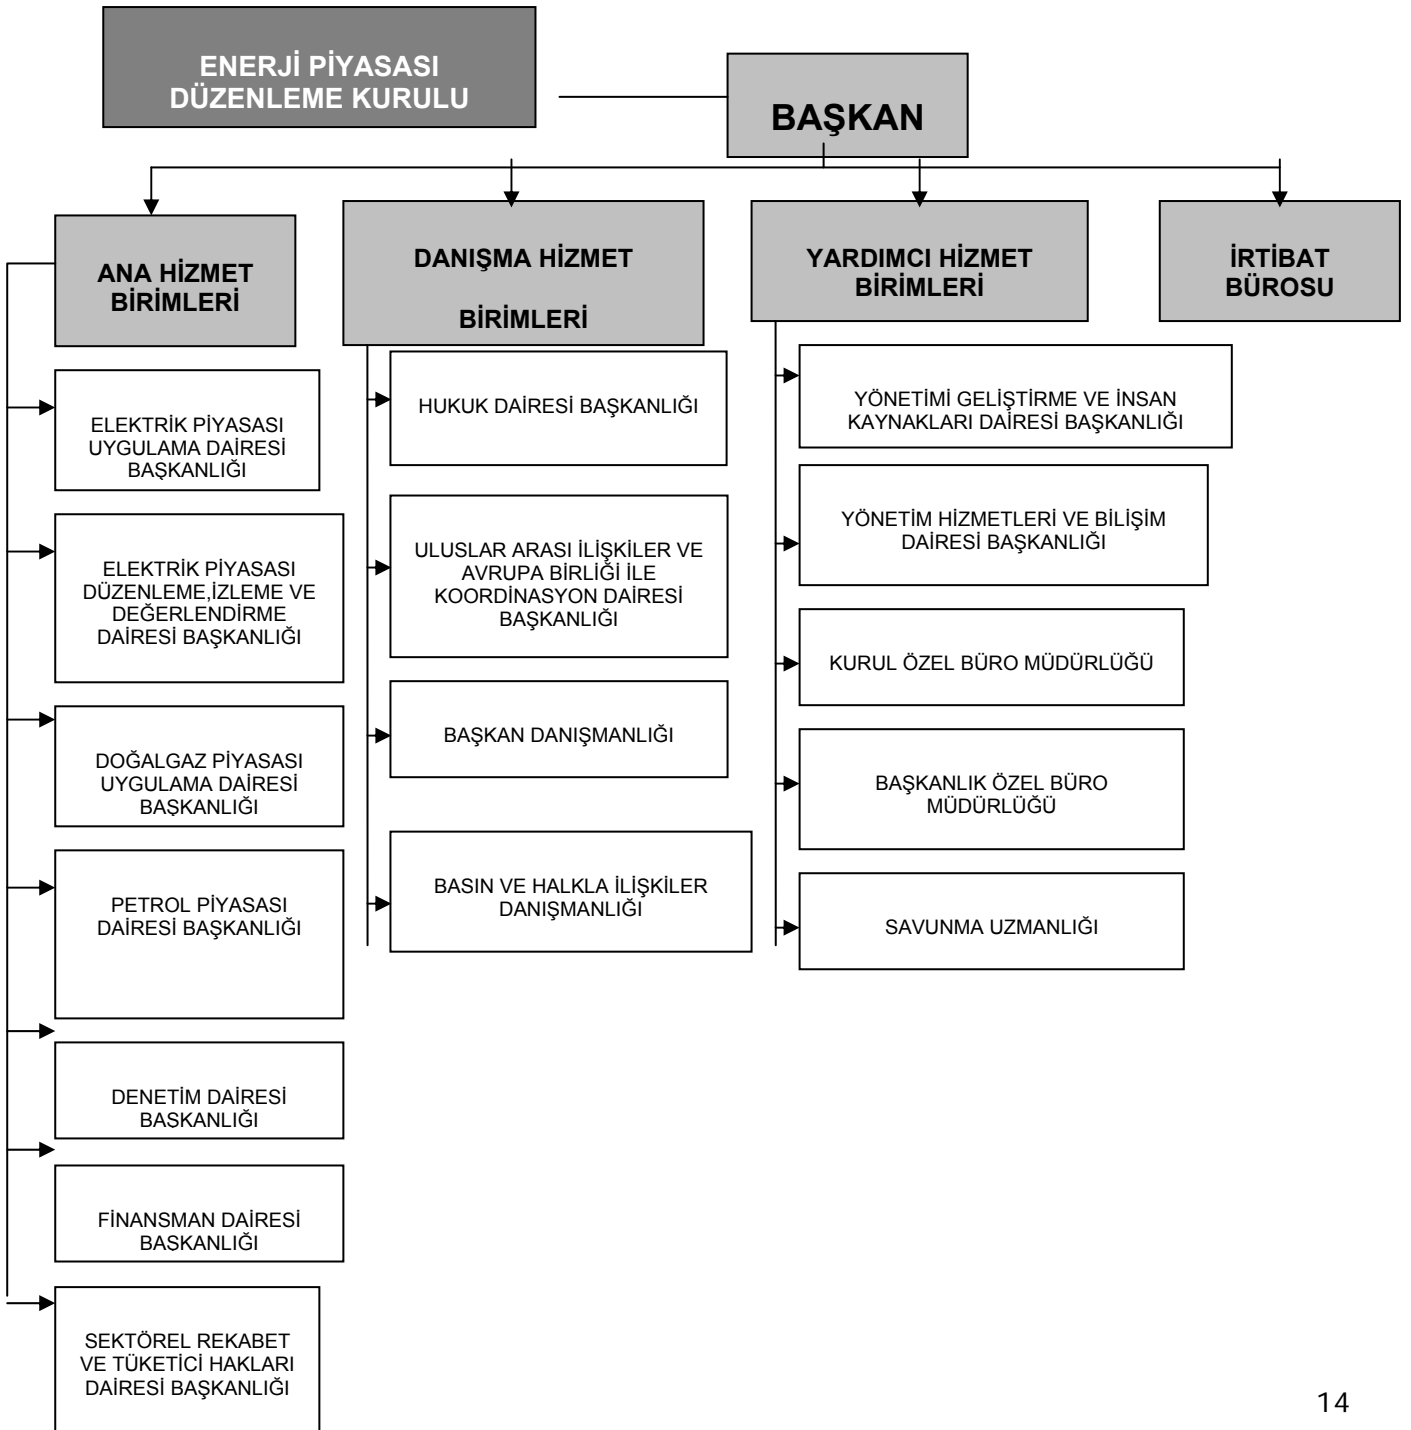 ENERJİ PİYASASI
DÜZENLEME KURULU
BAŞKAN
ANA HİZMET
BİRİMLERİ
ELEKTRİK PİYASASI
UYGULAMA DAİRESİ
BAŞKANLIĞI
ELEKTRİK PİYASASI
DÜZENLEME,İZLEME VE
DEĞERLENDİRME
DAİRESİ BAŞKANLIĞI
DOĞALGAZ PİYASASI
UYGULAMA DAİRESİ
BAŞKANLIĞI
PETROL PİYASASI
DAİRESİ BAŞKANLIĞI
DENETİM DAİRESİ
BAŞKANLIĞI
FİNANSMAN DAİRESİ
BAŞKANLIĞI
SEKTÖREL REKABET
VE TÜKETİCİ HAKLARI
DAİRESİ BAŞKANLIĞI
DANIŞMA HİZMET
BİRİMLERİ
HUKUK DAİRESİ BAŞKANLIĞI
ULUSLAR ARASI İLİŞKİLER VE
AVRUPA BİRLİĞİ İLE
KOORDİNASYON DAİRESİ
BAŞKANLIĞI
BAŞKAN DANIŞMANLIĞI
BASIN VE HALKLA İLİŞKİLER
DANIŞMANLIĞI
YARDIMCI HİZMET
BİRİMLERİ
YÖNETİMİ GELİŞTİRME VE İNSAN
KAYNAKLARI DAİRESİ BAŞKANLIĞI
YÖNETİM HİZMETLERİ VE BİLİŞİM
DAİRESİ BAŞKANLIĞI
KURUL ÖZEL BÜRO MÜDÜRLÜĞÜ
BAŞKANLIK ÖZEL BÜRO
MÜDÜRLÜĞÜ
SAVUNMA UZMANLIĞI
İRTİBAT
BÜROSU
14